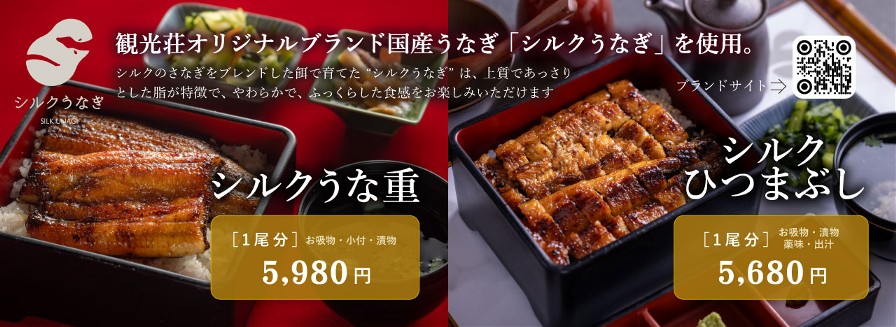 観光荘オリジナルブランド国産うなぎ「シルクうなぎ」を使用。
シルクのさなぎをブレンドした餌で育てた“シルクうなぎ”は、上質であっさり
とした脂が特徴で、やわらかで、ふっくらした食感をお楽しみいただけます
シルクうなぎ
SILK UNAGI
ブランドサイト
シルクうな重
［1尾分］お吸物・小付・漬物
5,980円
シルク
ひつまぶし
［1尾分］お吸物・漬物
薬味・出汁
5,680円